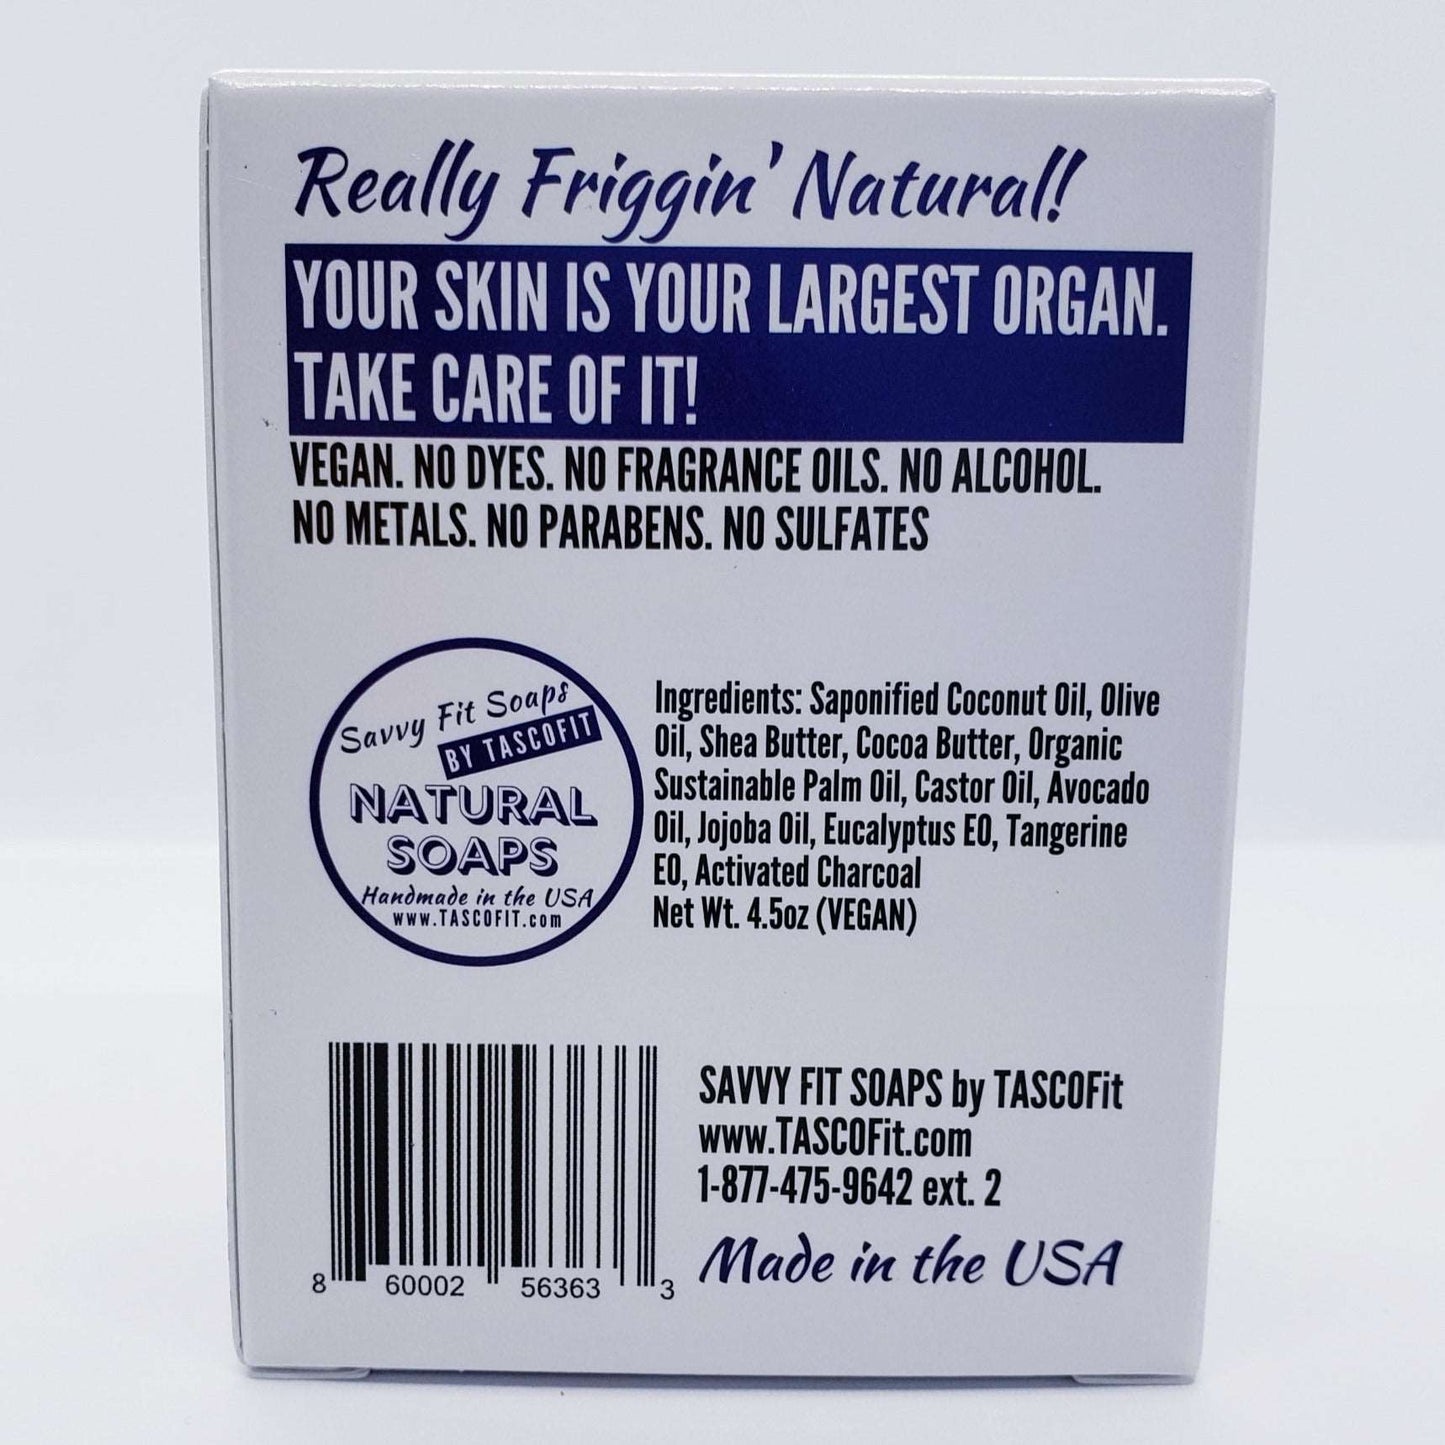 Really Friggin' Natural!
YOUR SKIN IS YOUR LARGEST ORGAN.
TAKE CARE OF IT!
VEGAN. NO DYES. NO FRAGRANCE OILS. NO ALCOHOL.
NO METALS. NO PARABENS. NO SULFATES
Savvy Fit Soaps
BY TASCOFIT
NATURAL
SOAPS
Handmade in the USA
www.TASCOFIT.com
Ingredients: Saponified Coconut Oil, Olive
Oil, Shea Butter, Cocoa Butter, Organic
Sustainable Palm Oil, Castor Oil, Avocado
Oil, Jojoba Oil, Eucalyptus EO, Tangerine
EO, Activated Charcoal
Net Wt. 4.5oz (VEGAN)
8 60002 56363 3
SAVVY FIT SOAPS by TASCOFit
www.TASCOFit.com
1-877-475-9642 ext. 2
Made in the USA